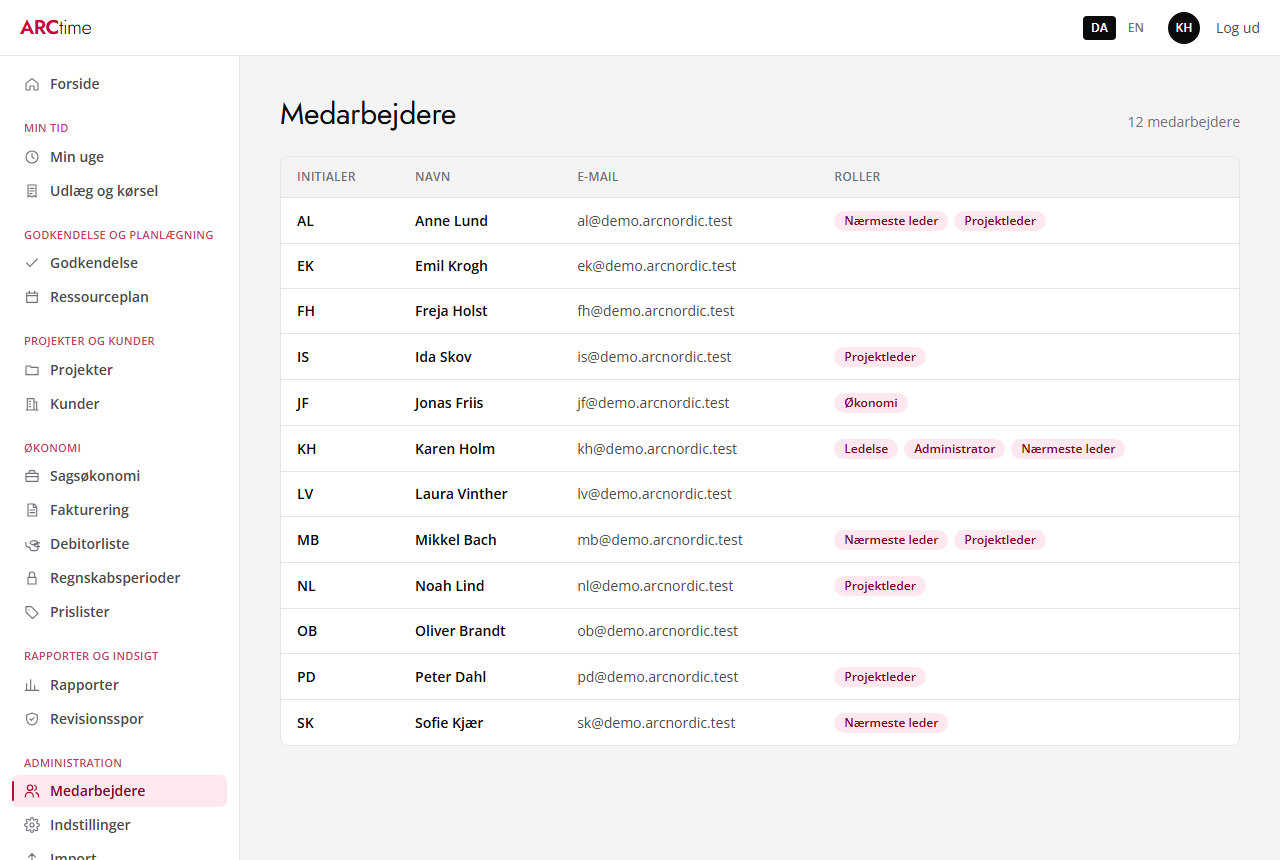 ARCtime
DA EN KH Log ud
Forside
MIN TID
Min uge
Udlæg og kørsel
GODKENDELSE OG PLANLÆGNING
Godkendelse
Ressourceplan
PROJEKTER OG KUNDER
Projekter
Kunder
ØKONOMI
Sagsøkonomi
Fakturering
Debitorliste
Regnskabsperioder
Prislister
RAPPORTER OG INDSIGT
Rapporter
Revisionsspor
ADMINISTRATION
Medarbejdere
Indstillinger
Import
Medarbejdere
12 medarbejdere
INITIALER NAVN E-MAIL ROLLER
AL Anne Lund al@demo.arcnordic.test Nærmeste leder Projektleder
EK Emil Krogh ek@demo.arcnordic.test
FH Freja Holst fh@demo.arcnordic.test
IS Ida Skov is@demo.arcnordic.test Projektleder
JF Jonas Friis jf@demo.arcnordic.test Økonomi
KH Karen Holm kh@demo.arcnordic.test Ledelse Administrator Nærmeste leder
LV Laura Vinther lv@demo.arcnordic.test
MB Mikkel Bach mb@demo.arcnordic.test Nærmeste leder Projektleder
NL Noah Lind nl@demo.arcnordic.test Projektleder
OB Oliver Brandt ob@demo.arcnordic.test
PD Peter Dahl pd@demo.arcnordic.test Projektleder
SK Sofie Kjær sk@demo.arcnordic.test Nærmeste leder